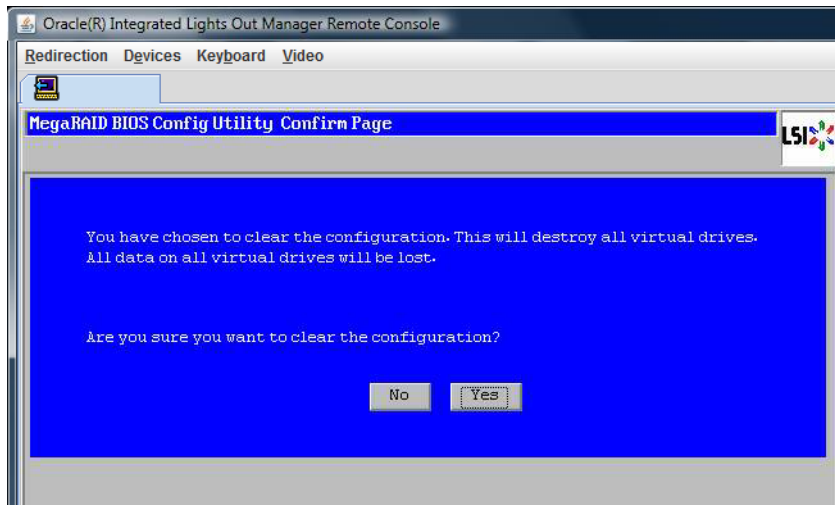 Oracle(R) Integrated Lights Out Manager Remote Console
Redirection Devices Keyboard Video
MegaRAID BIOS Config Utility Confirm Page
LSI
You have chosen to clear the configuration. This will destroy all virtual drives.
All data on all virtual drives will be lost.
Are you sure you want to clear the configuration?
No Yes